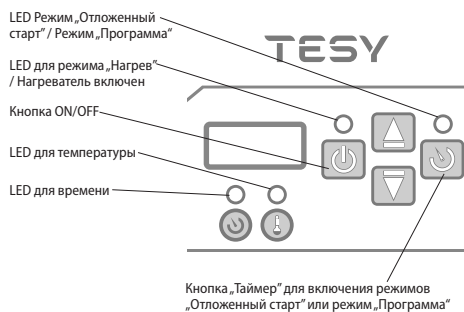 LED Режим „Отложенный
старт” / Режим „Программа“
TESY
LED для режима „Нагрев”
/ Нагреватель включен
Кнопка ON/OFF
LED для температуры
LED для времени
Кнопка „Таймер” для включения режимов
„Отложенный старт” или режим „Программа“